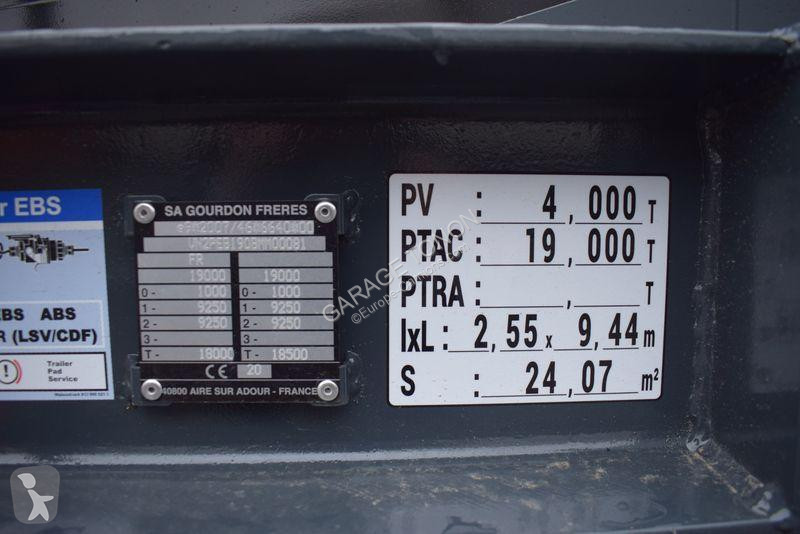 r EBS
EBS ABS
R (LSV/CDF)
Trailer
Pad
Service
SA GOURDON FRERES
FR
19000 19000
0- 1000 0- 1000
1- 9250 1- 9250
2- 9250 2- 9250
3- 3-
T- 18000 T- 18500
CE 20
40800 AIRE SUR ADOUR - FRANCE
PV : 4,000 T
PTAC : 19,000 T
PTRA : , T
IxL : 2,55 x 9,44 m
S : 24,07 m²